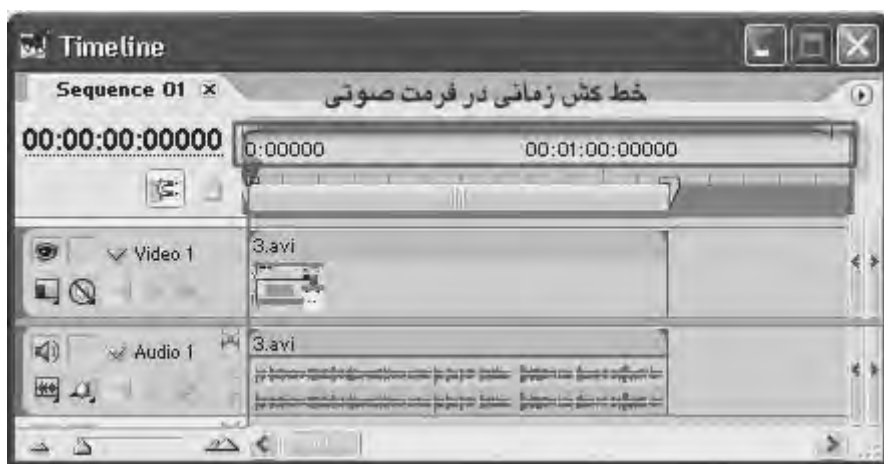 Timeline
Sequence 01
خط کش زمانی در فرمت صوتی
00:00:00:00000
0:00000 00:01:00:00000
Video 1
3.avi
Audio 1
3.avi